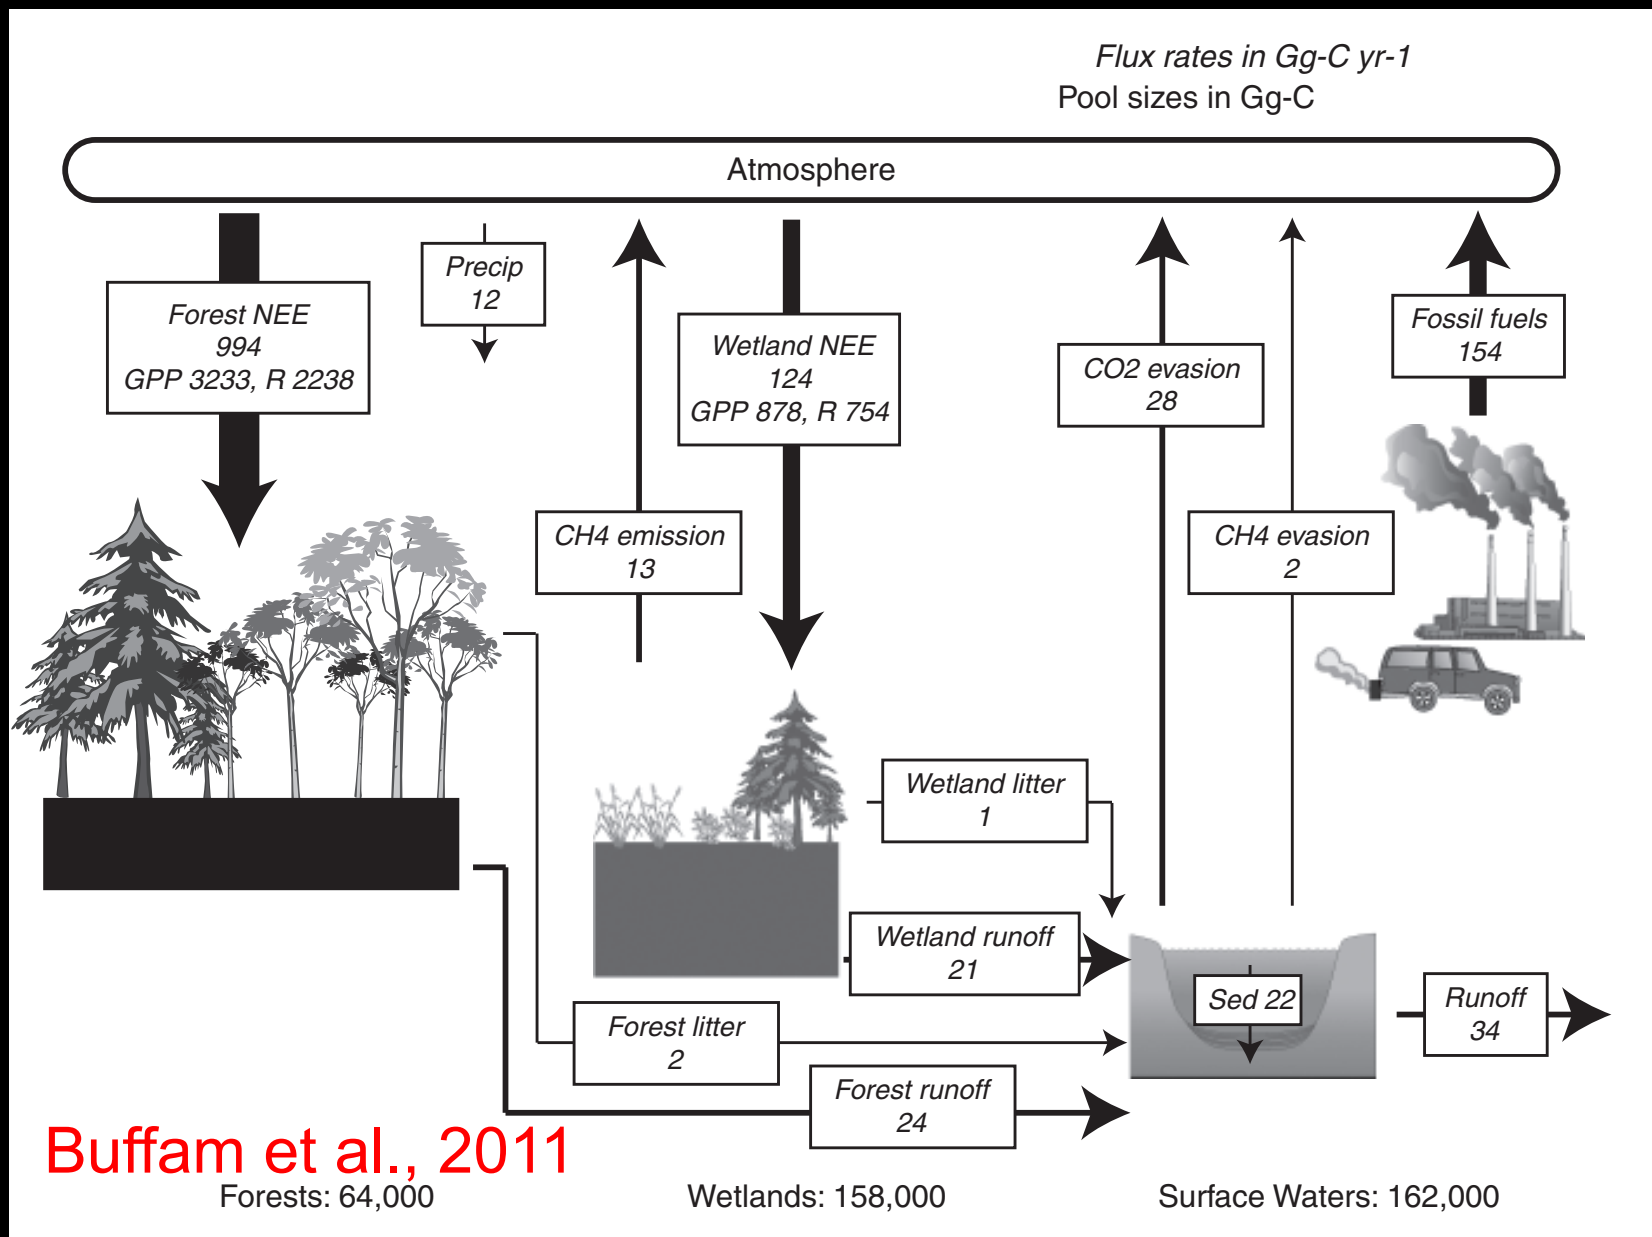 Flux rates in Gg-C yr-1
Pool sizes in Gg-C
Atmosphere
Forest NEE
994
GPP 3233, R 2238
Precip
12
Wetland NEE
124
GPP 878, R 754
CO2 evasion
28
Fossil fuels
154
CH4 emission
13
CH4 evasion
2
Wetland litter
1
Wetland runoff
21
Sed 22
Runoff
34
Forest litter
2
Forest runoff
24
Buffam et al., 2011
Forests: 64,000
Wetlands: 158,000
Surface Waters: 162,000